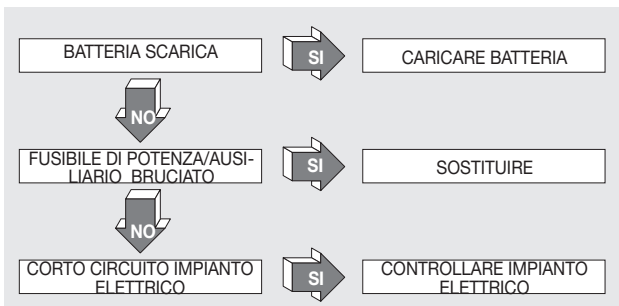 BATTERIA SCARICA
SI
CARICARE BATTERIA
NO
FUSIBILE DI POTENZA/AUSI-
LIARIO BRUCIATO
SI
SOSTITUIRE
NO
CORTO CIRCUITO IMPIANTO
ELETTRICO
SI
CONTROLLARE IMPIANTO
ELETTRICO